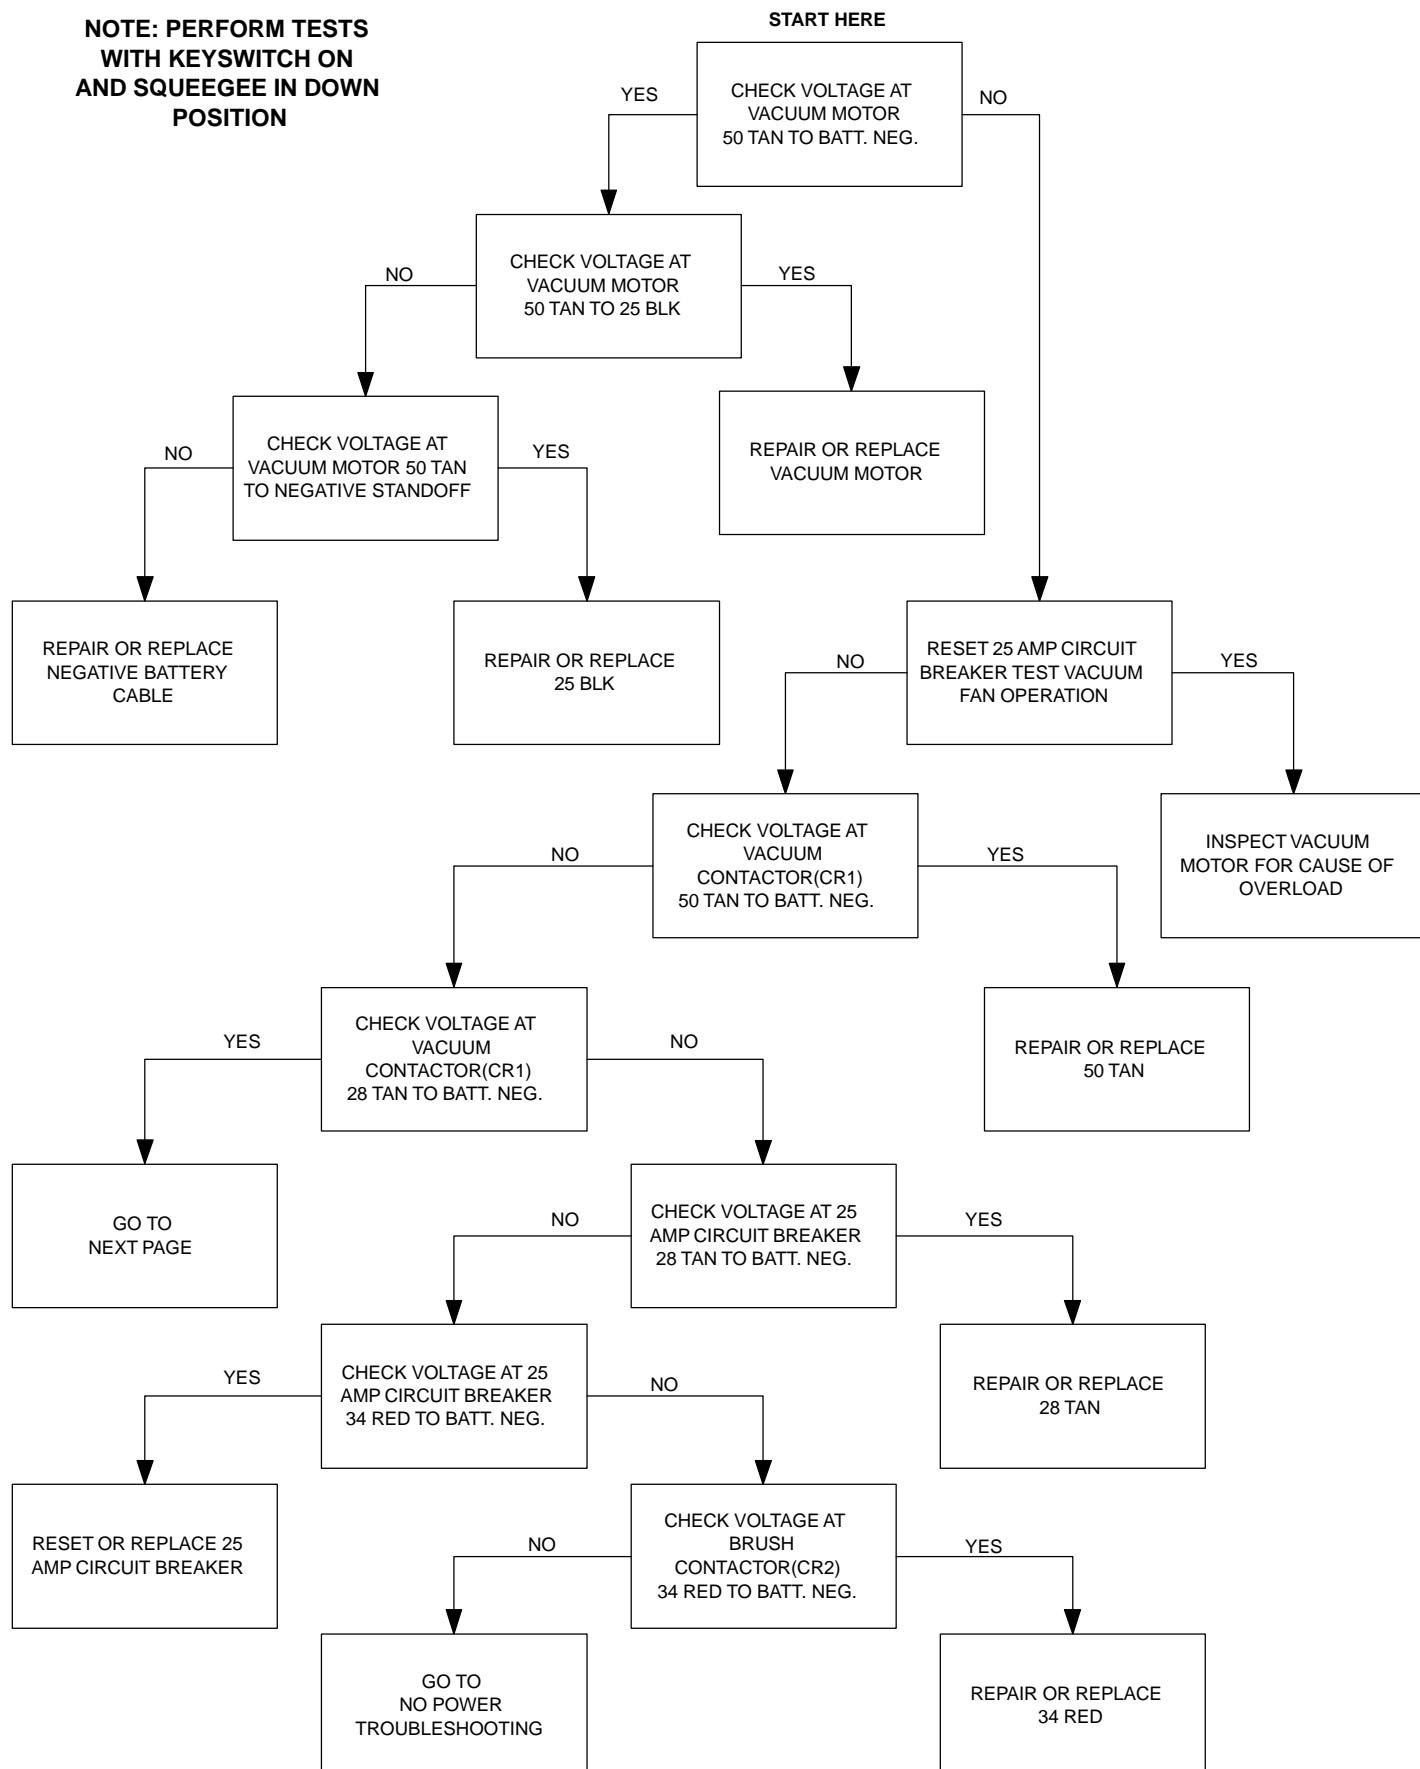 NOTE: PERFORM TESTS
WITH KEYSWITCH ON
AND SQUEEGEE IN DOWN
POSITION
START HERE
CHECK VOLTAGE AT
VACUUM MOTOR
50 TAN TO BATT. NEG.
YES
NO
CHECK VOLTAGE AT
VACUUM MOTOR
50 TAN TO 25 BLK
NO
YES
CHECK VOLTAGE AT
VACUUM MOTOR 50 TAN
TO NEGATIVE STANDOFF
NO
YES
REPAIR OR REPLACE
VACUUM MOTOR
REPAIR OR REPLACE
NEGATIVE BATTERY
CABLE
REPAIR OR REPLACE
25 BLK
RESET 25 AMP CIRCUIT
BREAKER TEST VACUUM
FAN OPERATION
NO
YES
CHECK VOLTAGE AT
VACUUM
CONTACTOR(CR1)
50 TAN TO BATT. NEG.
NO
YES
INSPECT VACUUM
MOTOR FOR CAUSE OF
OVERLOAD
CHECK VOLTAGE AT
VACUUM
CONTACTOR(CR1)
28 TAN TO BATT. NEG.
YES
NO
REPAIR OR REPLACE
50 TAN
GO TO
NEXT PAGE
CHECK VOLTAGE AT 25
AMP CIRCUIT BREAKER
28 TAN TO BATT. NEG.
NO
YES
CHECK VOLTAGE AT 25
AMP CIRCUIT BREAKER
34 RED TO BATT. NEG.
YES
NO
REPAIR OR REPLACE
28 TAN
RESET OR REPLACE 25
AMP CIRCUIT BREAKER
CHECK VOLTAGE AT
BRUSH
CONTACTOR(CR2)
34 RED TO BATT. NEG.
NO
YES
GO TO
NO POWER
TROUBLESHOOTING
REPAIR OR REPLACE
34 RED